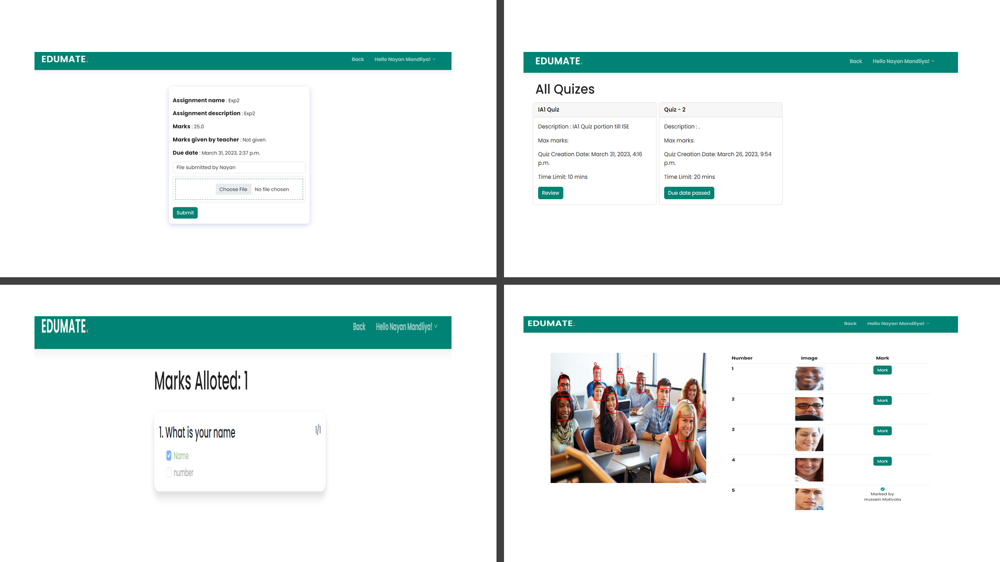 EDUMATE.
Back
Hello Nayan Mandliya!
Assignment name : Exp2
Assignment description : Exp2
Marks : 25.0
Marks given by teacher : Not given
Due date : March 31, 2023, 2:37 p.m.
File submitted by Nayan
Choose File No file chosen
Submit
EDUMATE.
Back
Hello Nayan Mandliya!
All Quizes
IA1 Quiz
Description : IA1 Quiz portion till ISE
Max marks:
Quiz Creation Date: March 31, 2023, 4:16
p.m.
Time Limit: 10 mins
Review
Quiz - 2
Description : .
Max marks:
Quiz Creation Date: March 26, 2023, 9:54
p.m.
Time Limit: 20 mins
Due date passed
EDUMATE.
Back
Hello Nayan Mandliya!
Marks Alloted: 1
1. What is your name
1/1
Name
number
EDUMATE.
Back
Hello Nayan Mandliya!
9
10
1
8
Number Image Mark
1 Mark
2 Mark
3 Mark
4 Mark
5
Marked by:
Hussein Motivala